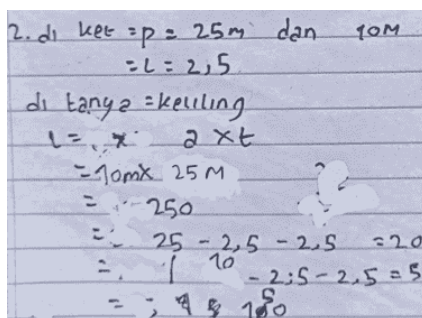 2. di ket = p = 25m dan 10M
= L = 2,5
di tanya = keliling
L = x a x t
= 10m x 25 M
= 250
= 25 - 2,5 - 2,5 = 20
= 10 - 2,5 - 2,5 = 5
=